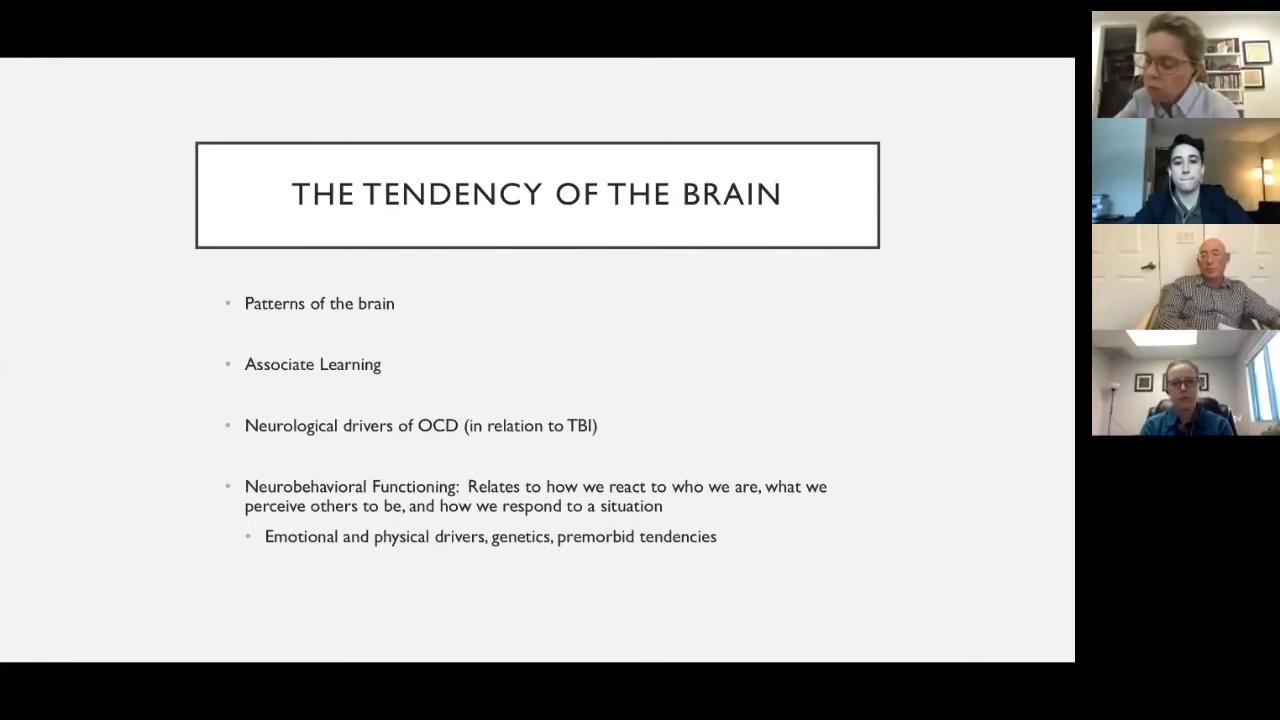 THE TENDENCY OF THE BRAIN
• Patterns of the brain
• Associate Learning
• Neurological drivers of OCD (in relation to TBI)
• Neurobehavioral Functioning: Relates to how we react to who we are, what we
perceive others to be, and how we respond to a situation
• Emotional and physical drivers, genetics, premorbid tendencies